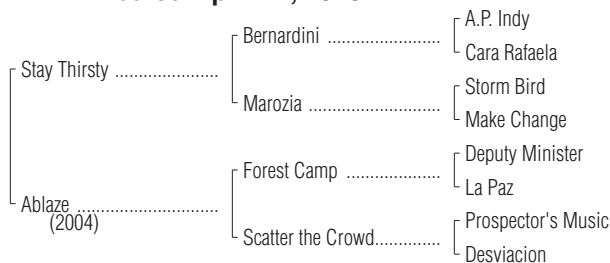 A.P. Indy
Bernardini
Cara Rafaela
Stay Thirsty
Storm Bird
Marozia
Make Change
Deputy Minister
Forest Camp
La Paz
Ablaze
(2004)
Prospector's Music
Scatter the Crowd
Desviacion